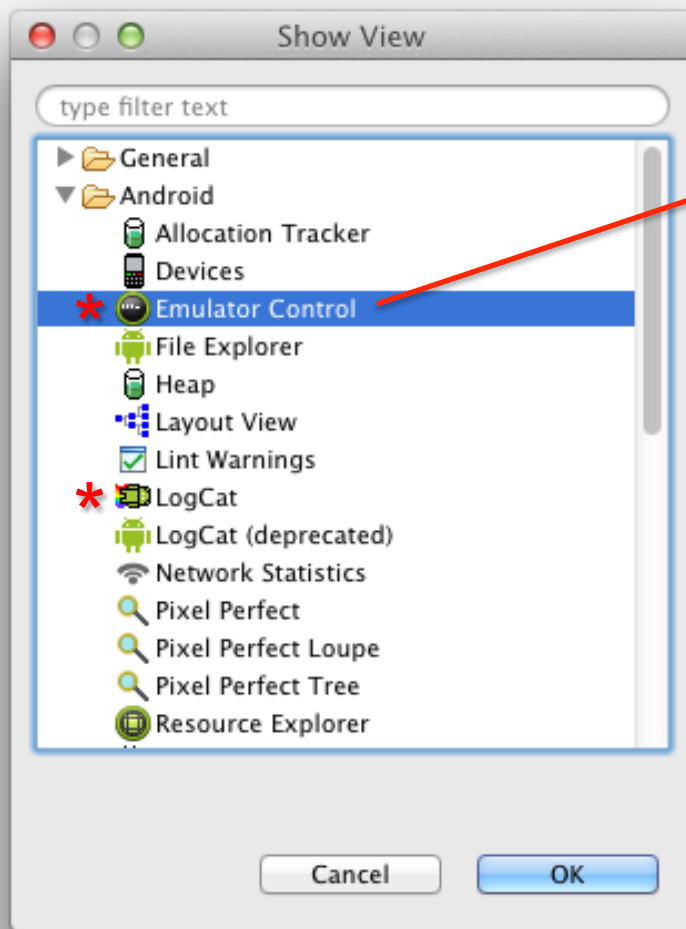 Show View
type filter text
General
Android
Allocation Tracker
Devices
* Emulator Control
File Explorer
Heap
Layout View
Lint Warnings
* LogCat
LogCat (deprecated)
Network Statistics
Pixel Perfect
Pixel Perfect Loupe
Pixel Perfect Tree
Resource Explorer
Cancel OK